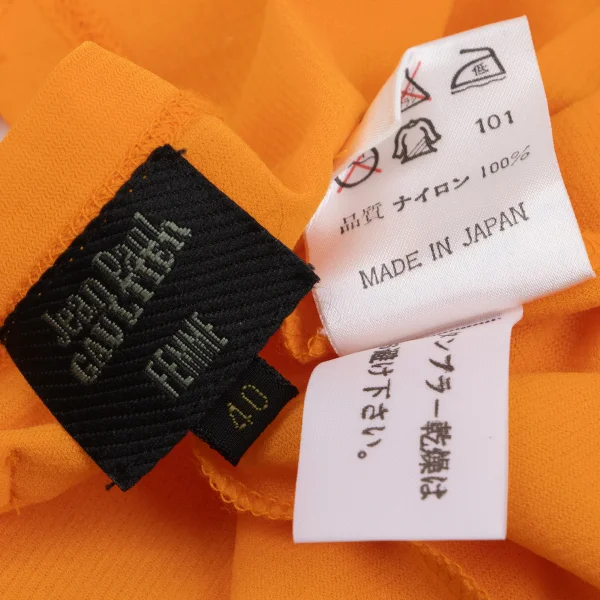 Jean Paul
GAULTIER
FEMME
40
低
101
品質 ナイロン 100%
MADE IN JAPAN
ンブラー乾燥は
避け下さい。